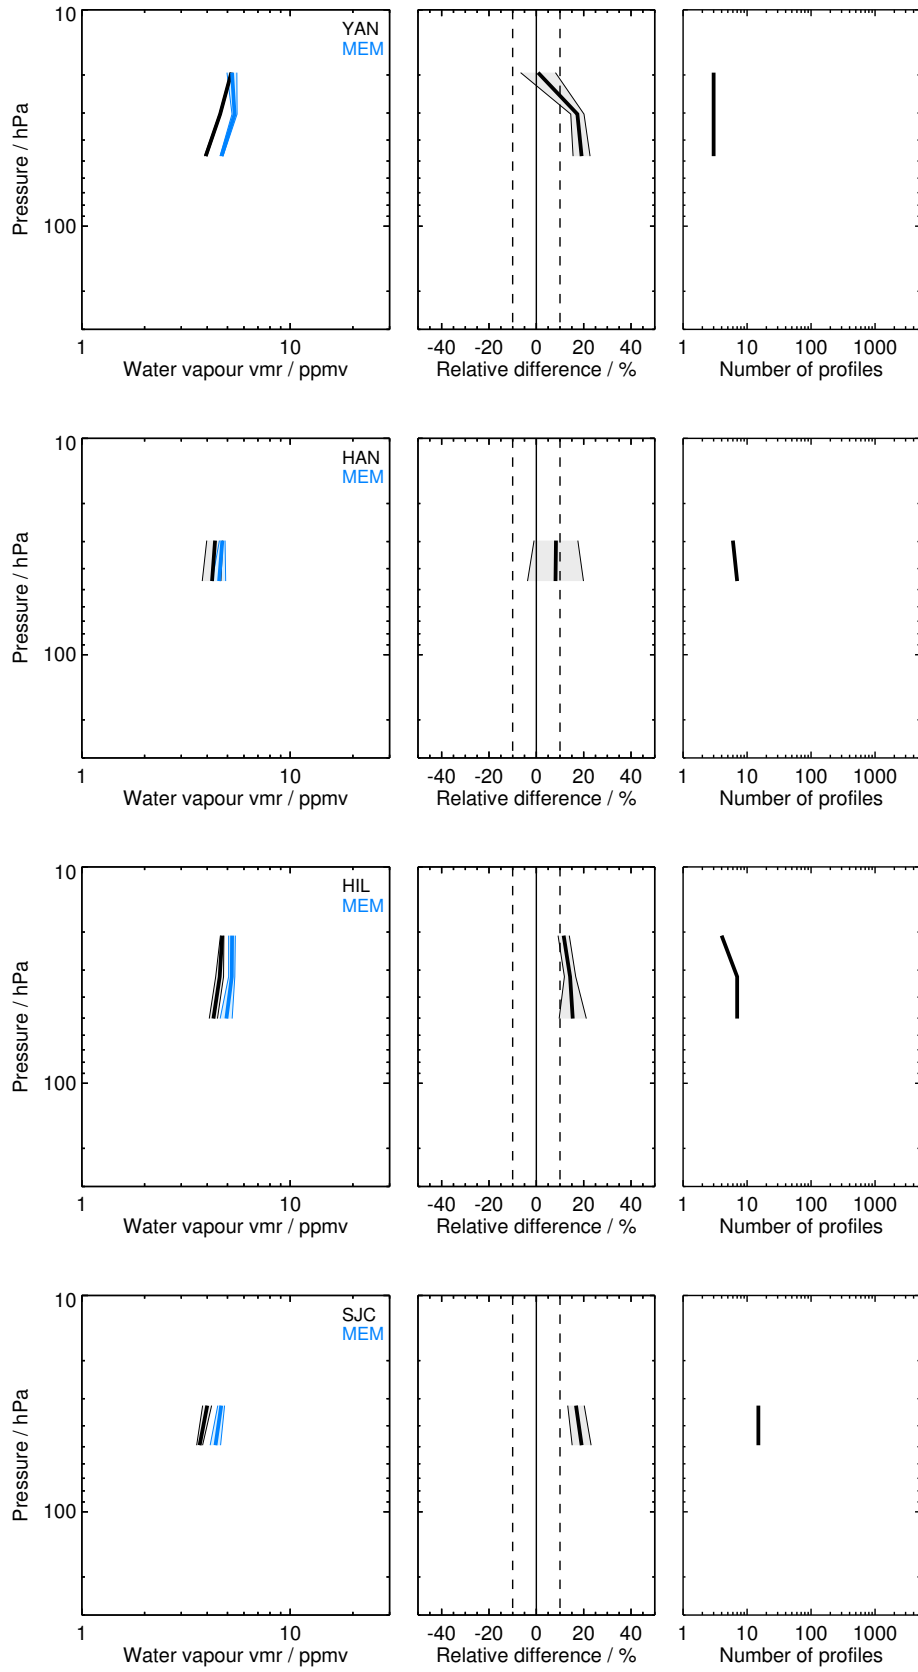 10
YAN
MEM
Pressure / hPa
100
1 10
-40 -20 0 20 40
1 10 100 1000
Water vapour vmr / ppmv
Relative difference / %
Number of profiles
10
HAN
MEM
Pressure / hPa
100
1 10
-40 -20 0 20 40
1 10 100 1000
Water vapour vmr / ppmv
Relative difference / %
Number of profiles
10
HIL
MEM
Pressure / hPa
100
1 10
-40 -20 0 20 40
1 10 100 1000
Water vapour vmr / ppmv
Relative difference / %
Number of profiles
10
SJC
MEM
Pressure / hPa
100
1 10
-40 -20 0 20 40
1 10 100 1000
Water vapour vmr / ppmv
Relative difference / %
Number of profiles